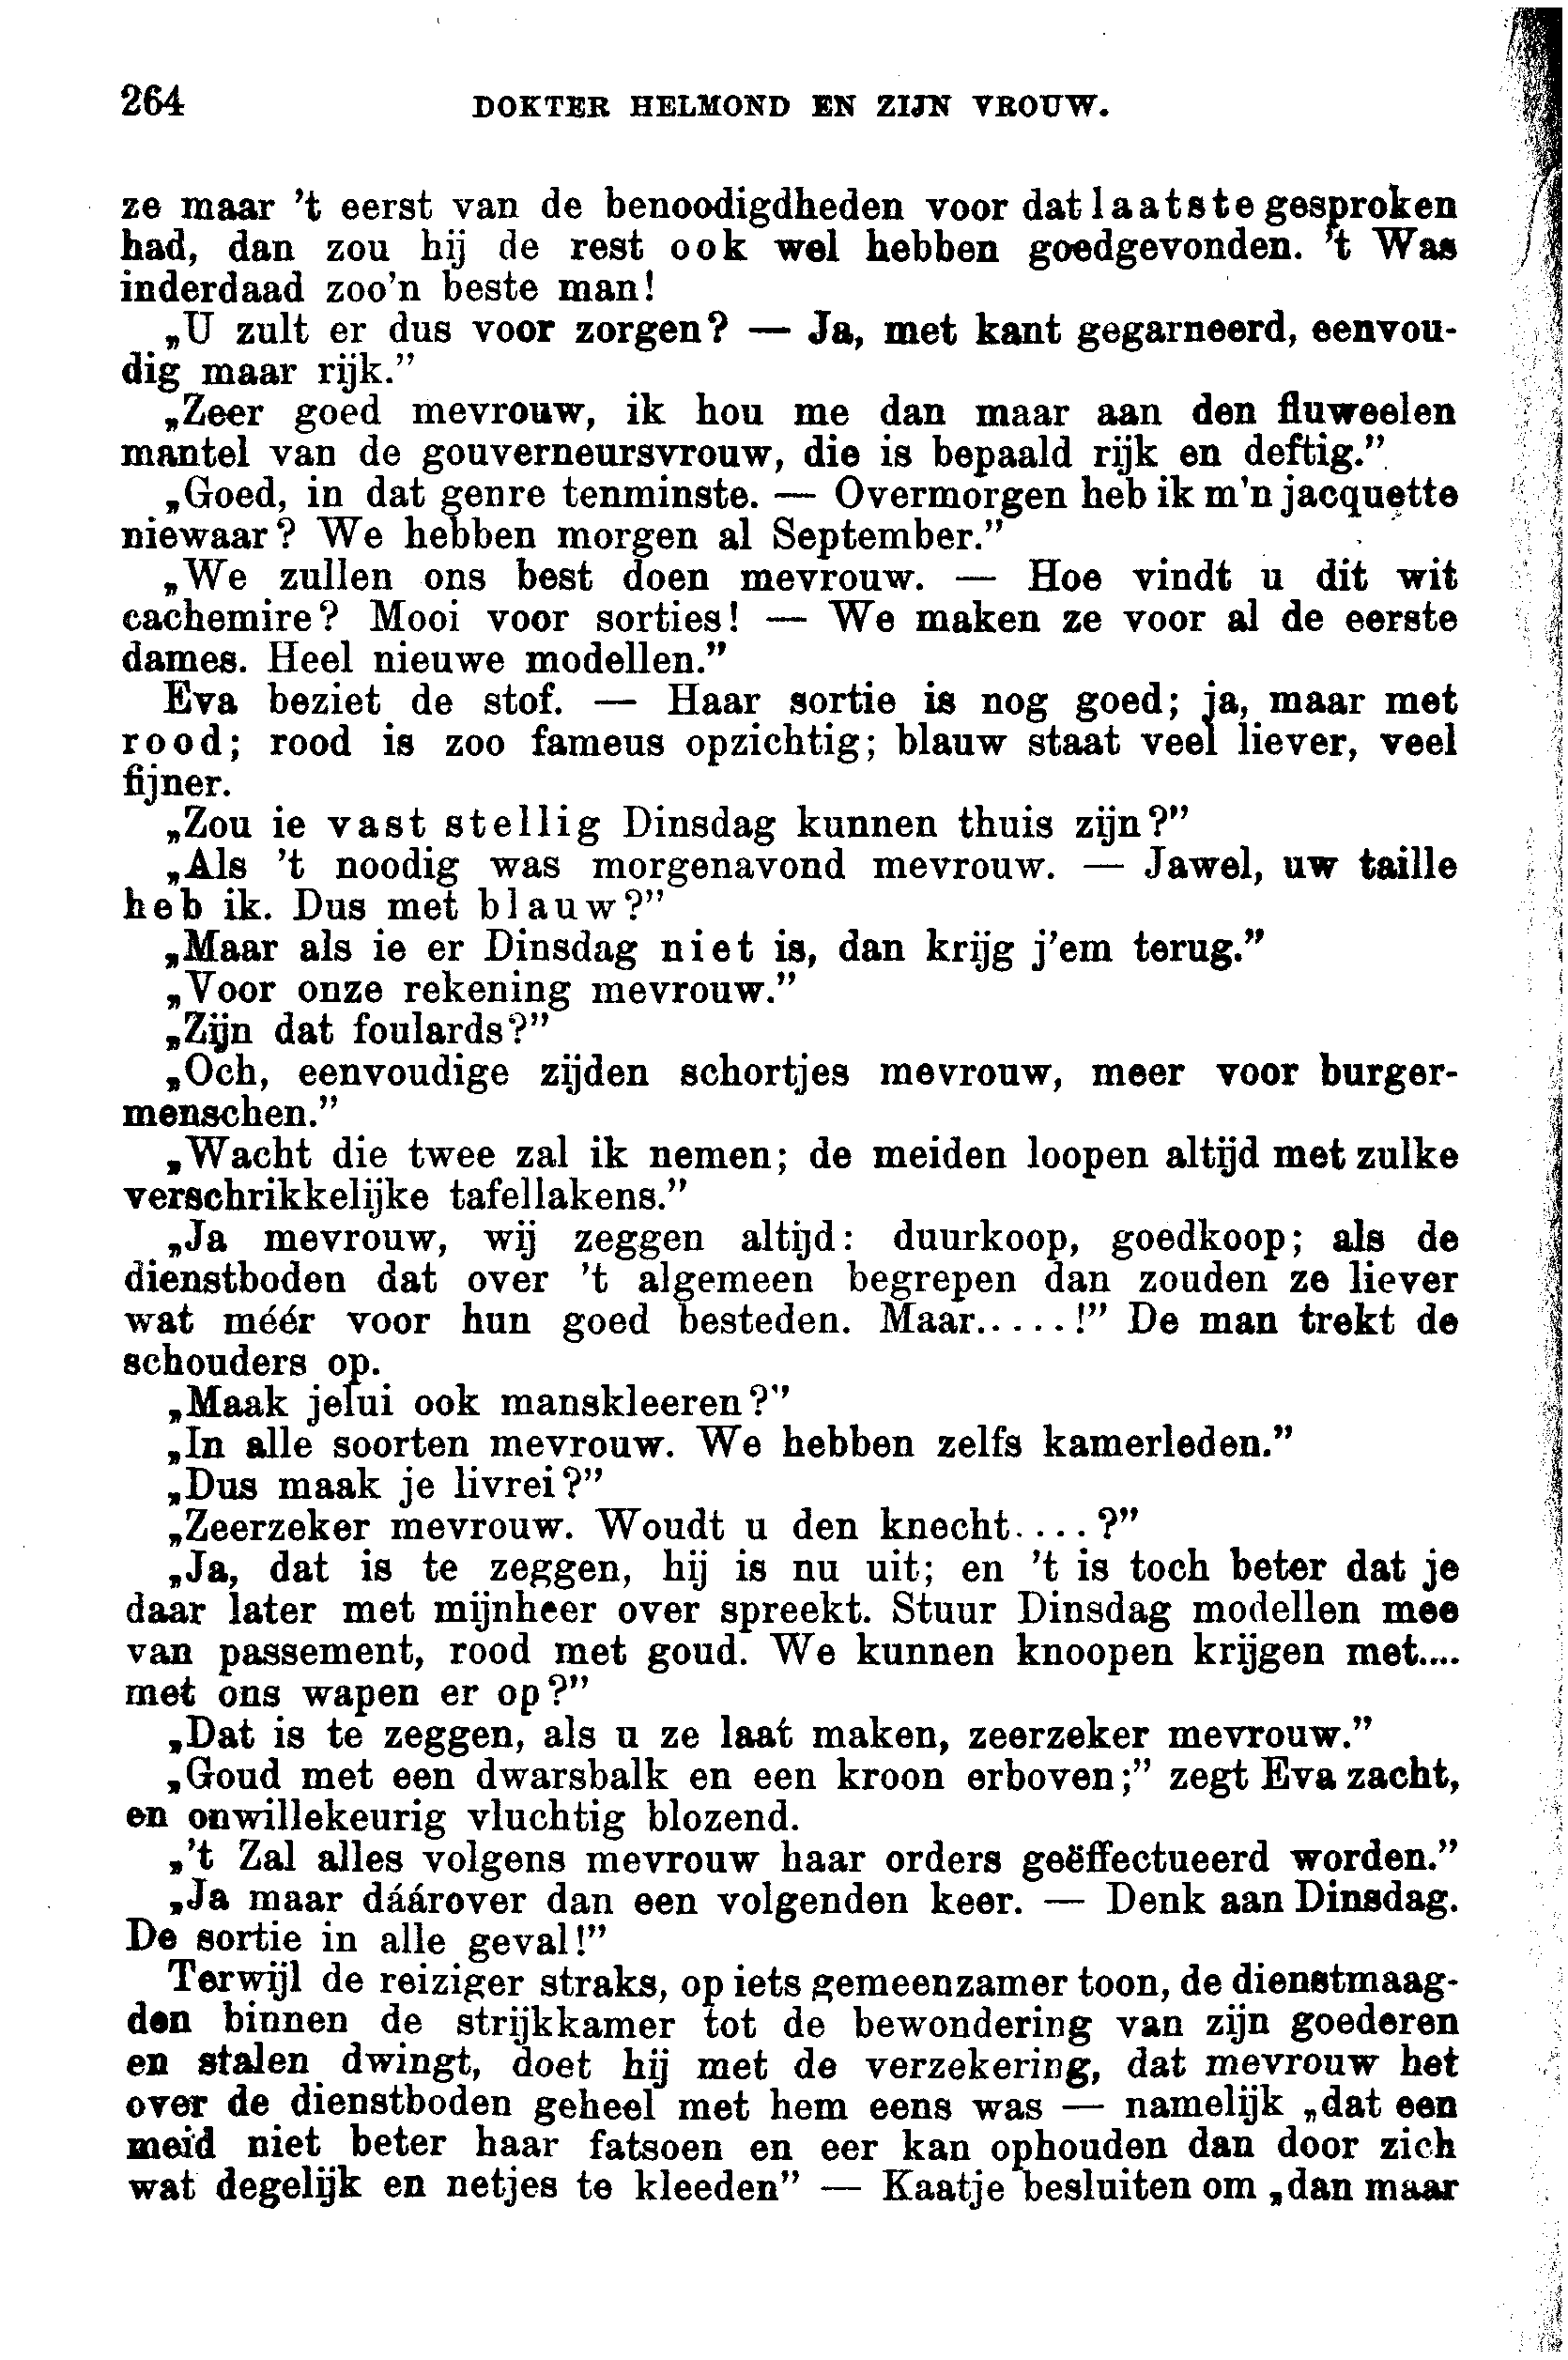 264 DOKTER HELMOND EN ZIJN VROUW.
ze maar 't eerst van de benoodigdheden voor dat laatste gesproken
had, dan zou hij de rest ook wel hebben goedgevonden. 't Was
inderdaad zoo'n beste man!
„U zult er dus voor zorgen? — Ja, met kant gegarneerd, eenvou-
dig maar rijk.”
„Zeer goed mevrouw, ik hou me dan maar aan den fluweelen
mantel van de gouverneursvrouw, die is bepaald rijk en deftig.”
„Goed, in dat genre tenminste. — Overmorgen heb ik m'n jacquette
niewaar? We hebben morgen al September.”
„We zullen ons best doen mevrouw. — Hoe vindt u dit wit
cachemire? Mooi voor sorties! — We maken ze voor al de eerste
dames. Heel nieuwe modellen.”
Eva beziet de stof. — Haar sortie is nog goed; ja, maar met
rood; rood is zoo fameus opzichtig; blauw staat veel liever, veel
fijner.
„Zou ie vast stellig Dinsdag kunnen thuis zijn?”
„Als 't noodig was morgenavond mevrouw. — Jawel, uw taille
heb ik. Dus met blauw?”
„Maar als ie er Dinsdag niet is, dan krijg j'em terug.”
„Voor onze rekening mevrouw.”
„Zijn dat foulards?”
„Och, eenvoudige zijden schortjes mevrouw, meer voor burger-
menschen.”
„Wacht die twee zal ik nemen; de meiden loopen altijd met zulke
verschrikkelijke tafellakens.”
„Ja mevrouw, wij zeggen altijd: duurkoop, goedkoop; als de
dienstboden dat over 't algemeen begrepen dan zouden ze liever
wat méér voor hun goed besteden. Maar.....!” De man trekt de
schouders op.
„Maak jelui ook manskleeren?”
„In alle soorten mevrouw. We hebben zelfs kamerleden.”
„Dus maak je livrei?”
„Zeerzeker mevrouw. Woudt u den knecht....?”
„Ja, dat is te zeggen, hij is nu uit; en 't is toch beter dat je
daar later met mijnheer over spreekt. Stuur Dinsdag modellen mee
van passement, rood met goud. We kunnen knoopen krijgen met....
met ons wapen er op?”
„Dat is te zeggen, als u ze laat maken, zeerzeker mevrouw.”
„Goud met een dwarsbalk en een kroon erboven;” zegt Eva zacht,
en onwillekeurig vluchtig blozend.
„'t Zal alles volgens mevrouw haar orders geëffectueerd worden.”
„Ja maar dáárover dan een volgenden keer. — Denk aan Dinsdag.
De sortie in alle geval!”
Terwijl de reiziger straks, op iets gemeenzamer toon, de dienstmaag-
den binnen de strijkkamer tot de bewondering van zijn goederen
en stalen dwingt, doet hij met de verzekering, dat mevrouw het
over de dienstboden geheel met hem eens was — namelijk „dat een
meid niet beter haar fatsoen en eer kan ophouden dan door zich
wat degelijk en netjes te kleeden” — Kaatje besluiten om „dan maar